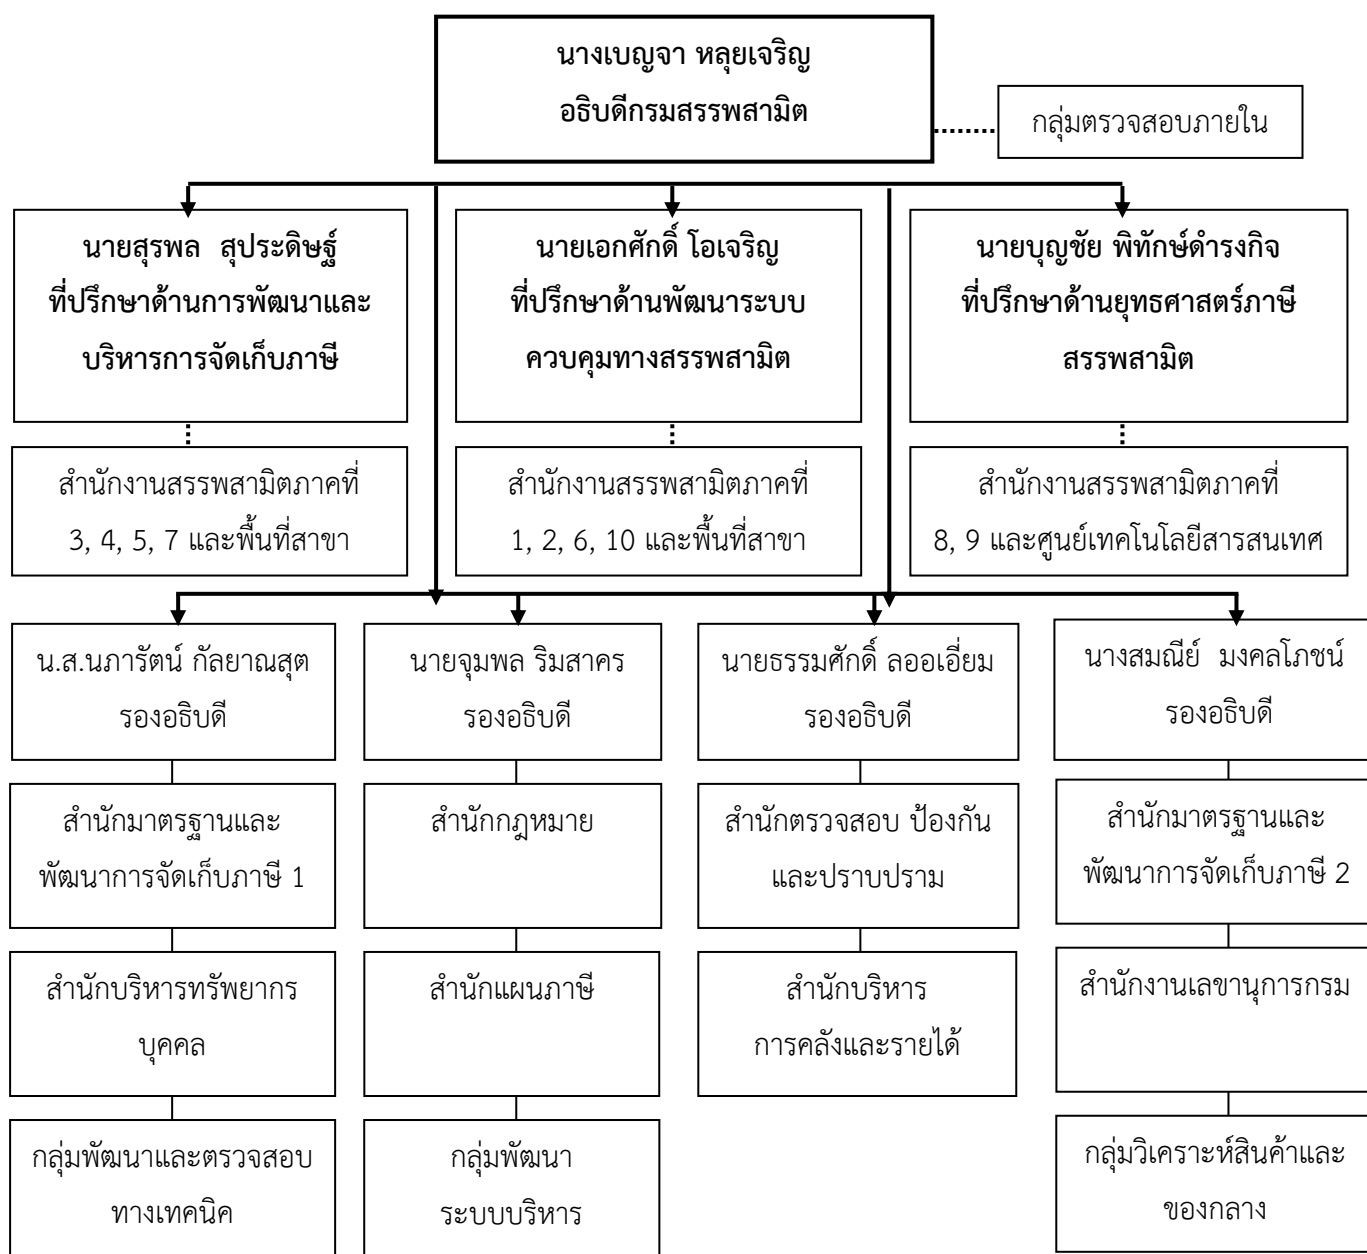 นางเบญจา หลุยเจริญ
อธิบดีกรมสรรพสามิต
กลุ่มตรวจสอบภายใน
นายสุรพล สุประดิษฐ์
ที่ปรึกษาด้านการพัฒนาและ
บริหารการจัดเก็บภาษี
นายเอกศักดิ์ โอเจริญ
ที่ปรึกษาด้านพัฒนาระบบ
ควบคุมทางสรรพสามิต
นายบุญชัย พิทักษ์ดำรงกิจ
ที่ปรึกษาด้านยุทธศาสตร์ภาษี
สรรพสามิต
สำนักงานสรรพสามิตภาคที่
3, 4, 5, 7 และพื้นที่สาขา
สำนักงานสรรพสามิตภาคที่
1, 2, 6, 10 และพื้นที่สาขา
สำนักงานสรรพสามิตภาคที่
8, 9 และศูนย์เทคโนโลยีสารสนเทศ
น.ส.นภารัตน์ กัลยาณสุต
รองอธิบดี
นายจุมพล ริมสาคร
รองอธิบดี
นายธรรมศักดิ์ ลออเอี่ยม
รองอธิบดี
นางสมณีย์ มงคลโภชน์
รองอธิบดี
สำนักมาตรฐานและ
พัฒนาการจัดเก็บภาษี 1
สำนักกฎหมาย
สำนักตรวจสอบ ป้องกัน
และปราบปราม
สำนักมาตรฐานและ
พัฒนาการจัดเก็บภาษี 2
สำนักบริหารทรัพยากร
บุคคล
สำนักแผนภาษี
สำนักบริหาร
การคลังและรายได้
สำนักงานเลขานุการกรม
กลุ่มพัฒนาและตรวจสอบ
ทางเทคนิค
กลุ่มพัฒนา
ระบบบริหาร
กลุ่มวิเคราะห์สินค้าและ
ของกลาง